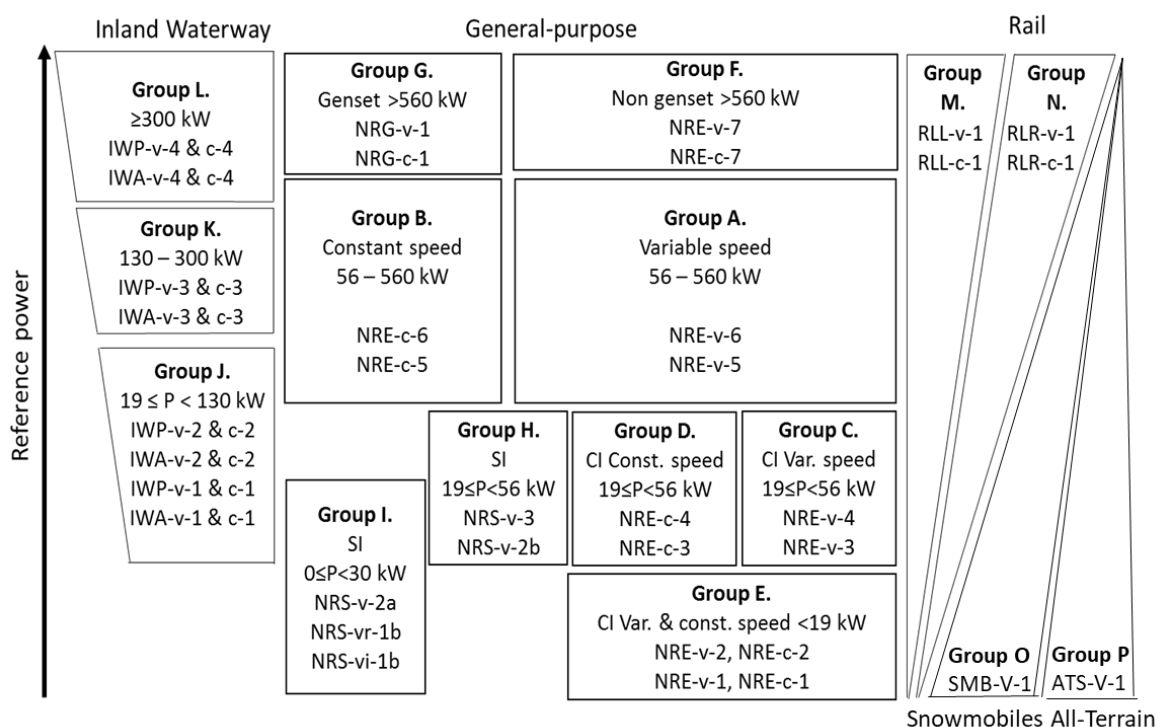 Inland Waterway
General-purpose
Rail
Reference power
Group L.
≥300 kW
IWP-v-4 & c-4
IWA-v-4 & c-4
Group K.
130 – 300 kW
IWP-v-3 & c-3
IWA-v-3 & c-3
Group J.
19 ≤ P < 130 kW
IWP-v-2 & c-2
IWA-v-2 & c-2
IWP-v-1 & c-1
IWA-v-1 & c-1
Group G.
Genset >560 kW
NRG-v-1
NRG-c-1
Group F.
Non genset >560 kW
NRE-v-7
NRE-c-7
Group B.
Constant speed
56 – 560 kW
NRE-c-6
NRE-c-5
Group A.
Variable speed
56 – 560 kW
NRE-v-6
NRE-v-5
Group I.
SI
0≤P<30 kW
NRS-v-2a
NRS-vr-1b
NRS-vi-1b
Group H.
SI
19≤P<56 kW
NRS-v-3
NRS-v-2b
Group D.
CI Const. speed
19≤P<56 kW
NRE-c-4
NRE-c-3
Group C.
CI Var. speed
19≤P<56 kW
NRE-v-4
NRE-v-3
Group E.
CI Var. & const. speed <19 kW
NRE-v-2, NRE-c-2
NRE-v-1, NRE-c-1
Group
M.
RLL-v-1
RLL-c-1
Group
N.
RLR-v-1
RLR-c-1
Group O
SMB-V-1
Group P
ATS-V-1
Snowmobiles
All-Terrain